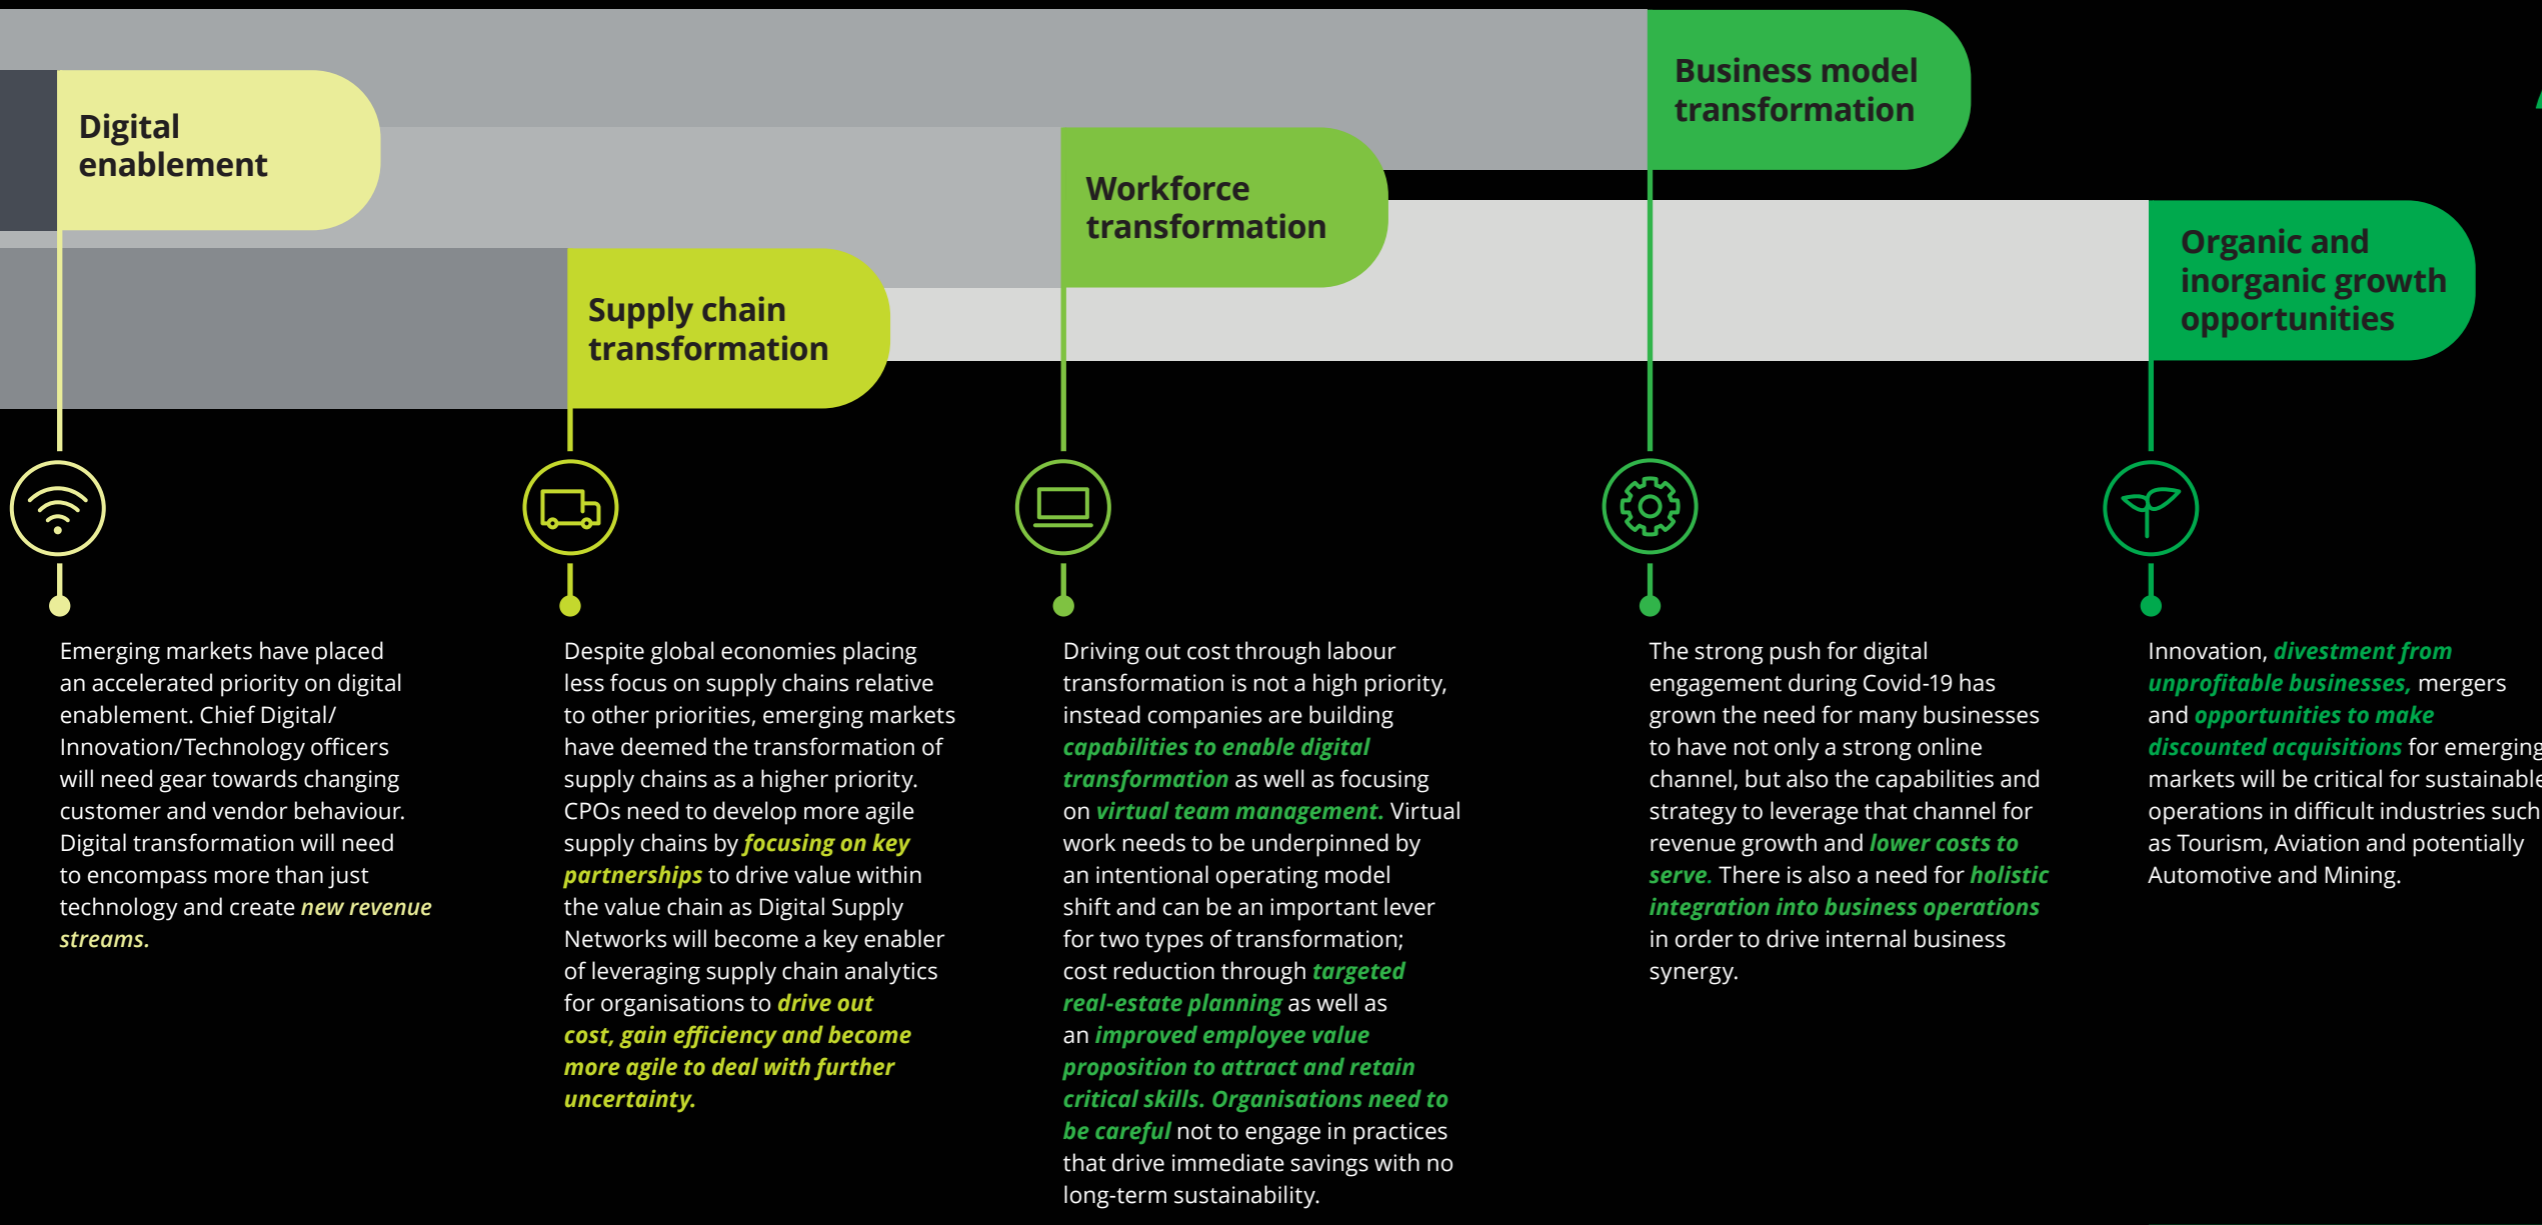 Digital
enablement
Supply chain
transformation
Workforce
transformation
Business model
transformation
Organic and
inorganic growth
opportunities
Emerging markets have placed
an accelerated priority on digital
enablement. Chief Digital/
Innovation/Technology officers
will need gear towards changing
customer and vendor behaviour.
Digital transformation will need
to encompass more than just
technology and create new revenue
streams.
Despite global economies placing
less focus on supply chains relative
to other priorities, emerging markets
have deemed the transformation of
supply chains as a higher priority.
CPOs need to develop more agile
supply chains by focusing on key
partnerships to drive value within
the value chain as Digital Supply
Networks will become a key enabler
of leveraging supply chain analytics
for organisations to drive out
cost, gain efficiency and become
more agile to deal with further
uncertainty.
Driving out cost through labour
transformation is not a high priority,
instead companies are building
capabilities to enable digital
transformation as well as focusing
on virtual team management. Virtual
work needs to be underpinned by
an intentional operating model
shift and can be an important lever
for two types of transformation;
cost reduction through targeted
real-estate planning as well as
an improved employee value
proposition to attract and retain
critical skills. Organisations need to
be careful not to engage in practices
that drive immediate savings with no
long-term sustainability.
The strong push for digital
engagement during Covid-19 has
grown the need for many businesses
to have not only a strong online
channel, but also the capabilities and
strategy to leverage that channel for
revenue growth and lower costs to
serve. There is also a need for holistic
integration into business operations
in order to drive internal business
synergy.
Innovation, divestment from
unprofitable businesses, mergers
and opportunities to make
discounted acquisitions for emerging
markets will be critical for sustainable
operations in difficult industries such
as Tourism, Aviation and potentially
Automotive and Mining.